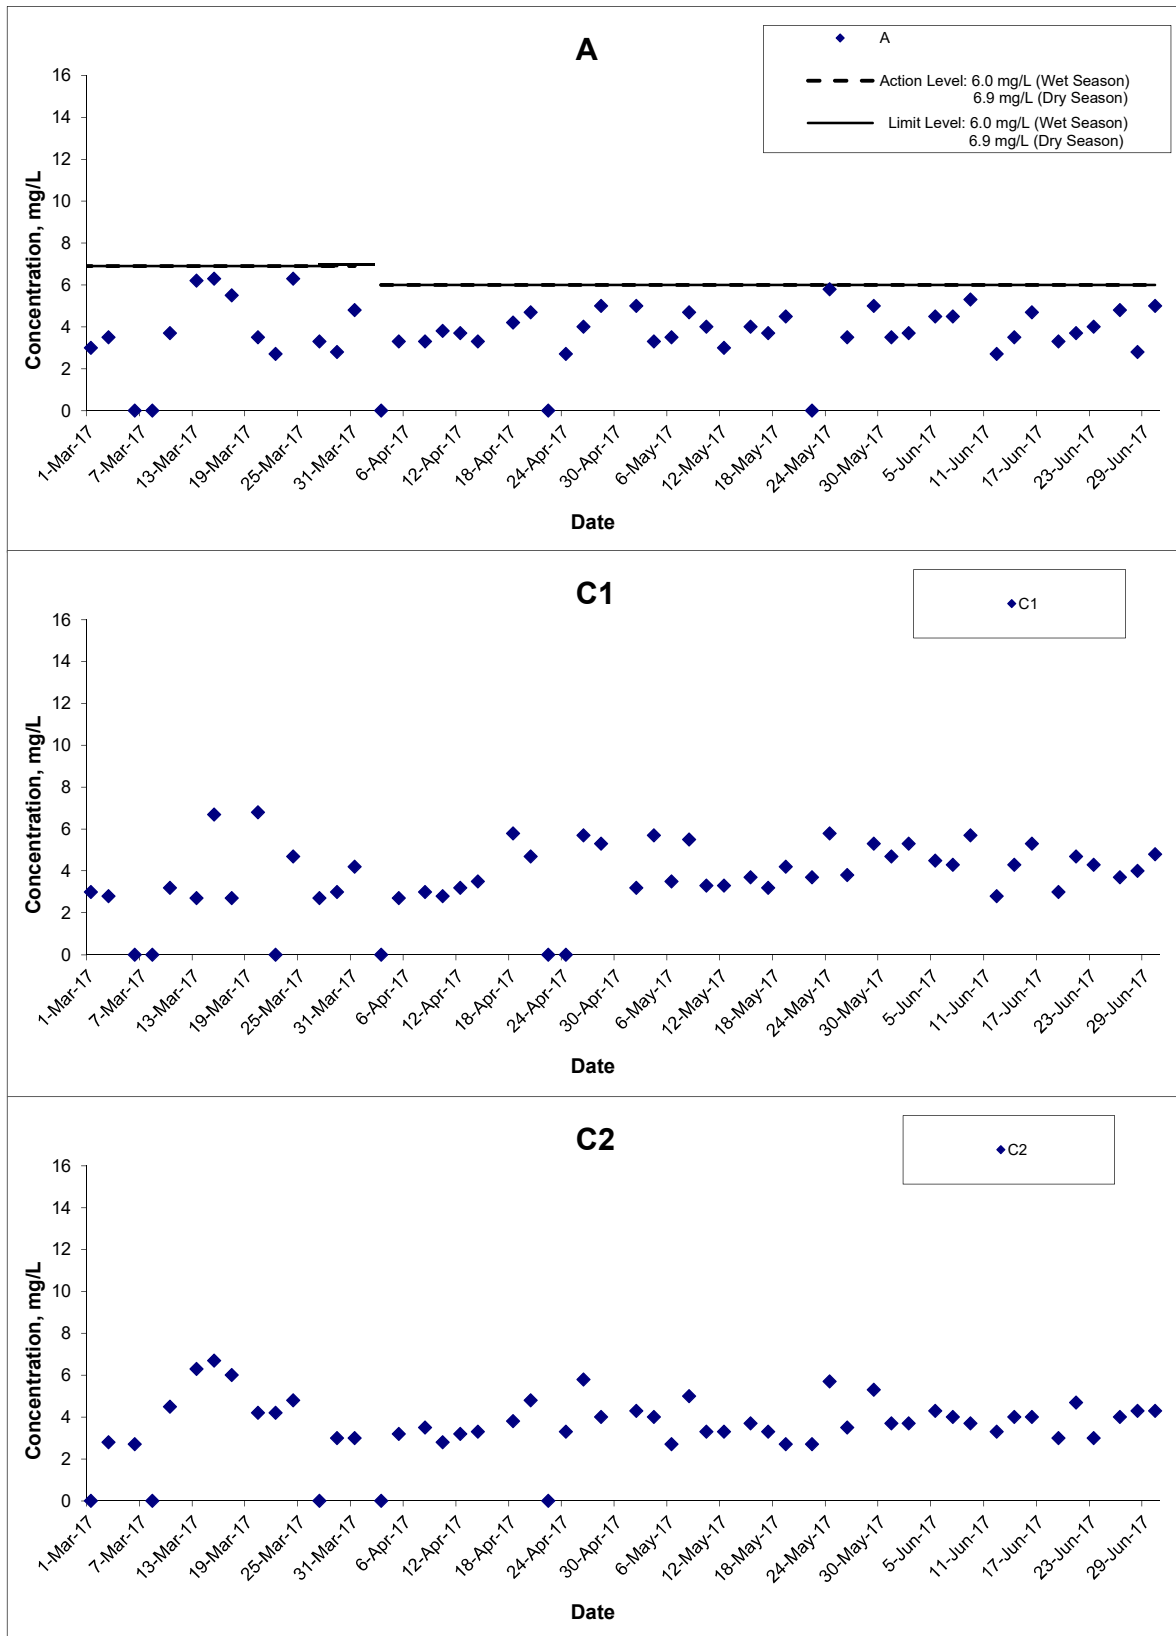 A
A
Action Level: 6.0 mg/L (Wet Season)
6.9 mg/L (Dry Season)
Limit Level: 6.0 mg/L (Wet Season)
6.9 mg/L (Dry Season)
Concentration, mg/L
16
14
12
10
8
6
4
2
0
1-Mar-17
7-Mar-17
13-Mar-17
19-Mar-17
25-Mar-17
31-Mar-17
6-Apr-17
12-Apr-17
18-Apr-17
24-Apr-17
30-Apr-17
6-May-17
12-May-17
18-May-17
24-May-17
30-May-17
5-Jun-17
11-Jun-17
17-Jun-17
23-Jun-17
29-Jun-17
Date
C1
C1
Concentration, mg/L
16
14
12
10
8
6
4
2
0
1-Mar-17
7-Mar-17
13-Mar-17
19-Mar-17
25-Mar-17
31-Mar-17
6-Apr-17
12-Apr-17
18-Apr-17
24-Apr-17
30-Apr-17
6-May-17
12-May-17
18-May-17
24-May-17
30-May-17
5-Jun-17
11-Jun-17
17-Jun-17
23-Jun-17
29-Jun-17
Date
C2
C2
Concentration, mg/L
16
14
12
10
8
6
4
2
0
1-Mar-17
7-Mar-17
13-Mar-17
19-Mar-17
25-Mar-17
31-Mar-17
6-Apr-17
12-Apr-17
18-Apr-17
24-Apr-17
30-Apr-17
6-May-17
12-May-17
18-May-17
24-May-17
30-May-17
5-Jun-17
11-Jun-17
17-Jun-17
23-Jun-17
29-Jun-17
Date